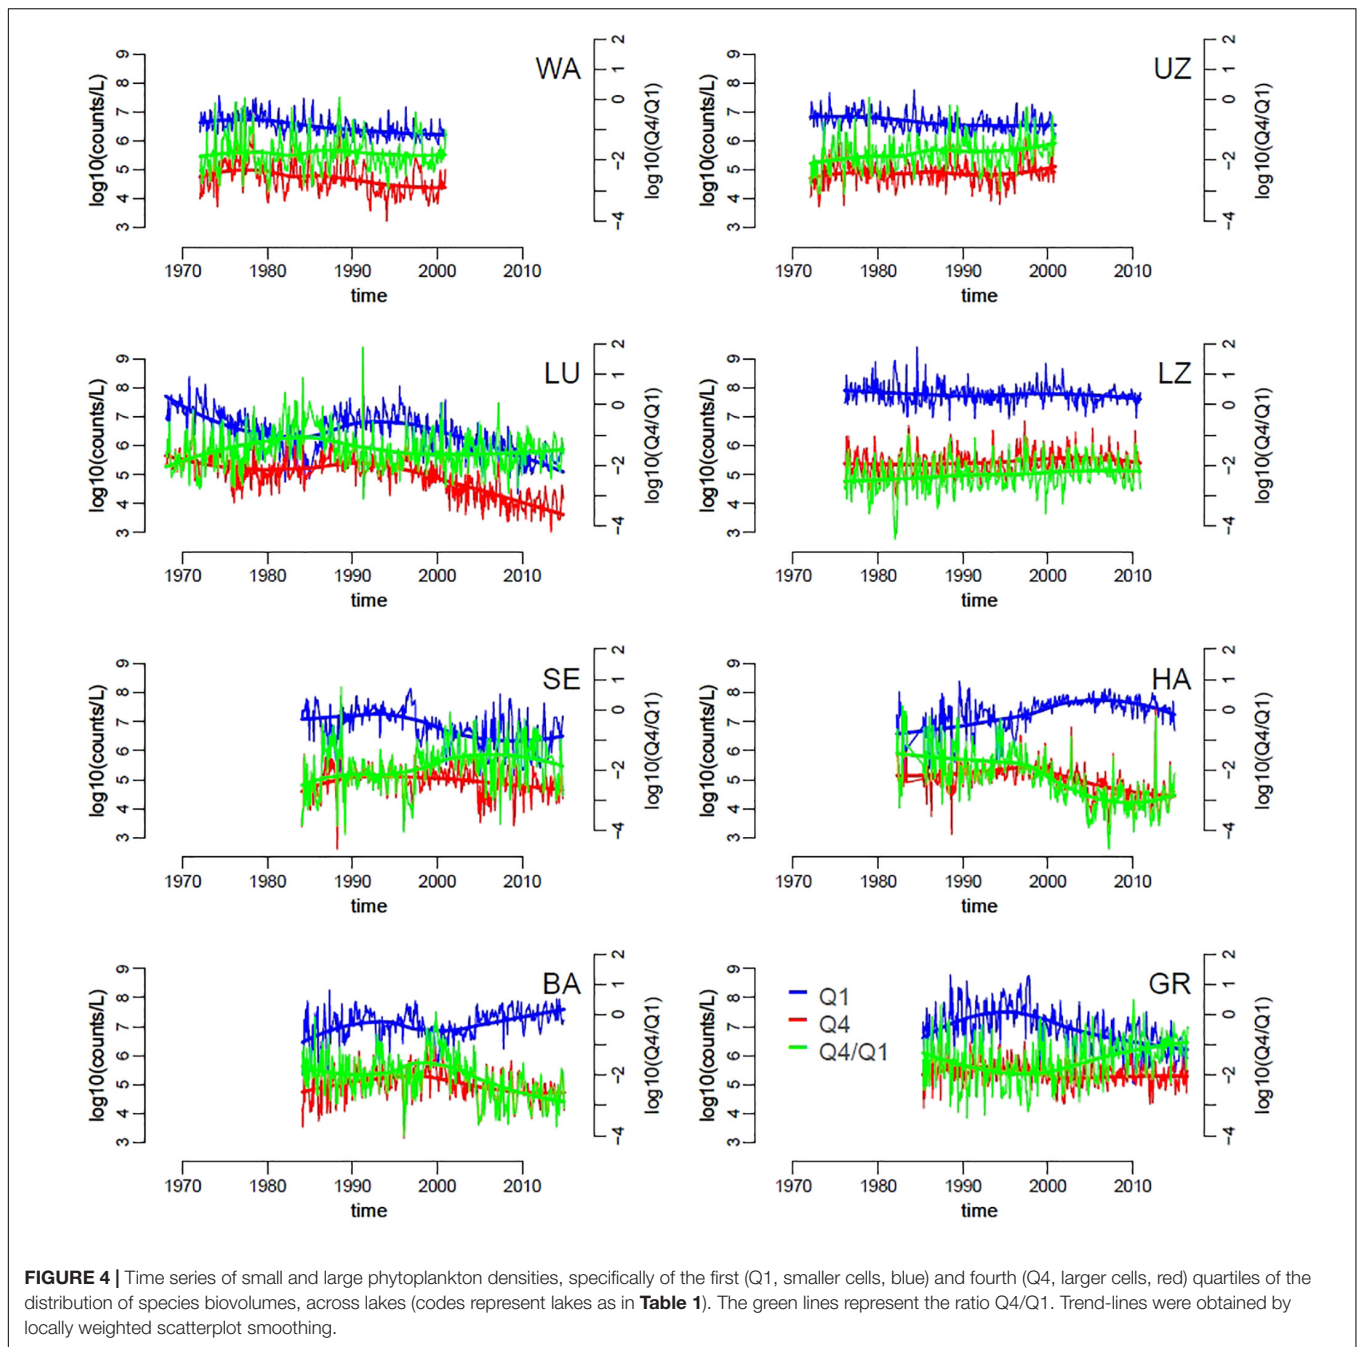 WA
9
8
7
6
5
4
3
log10(counts/L)
2
1
0
−2
−4
log10(Q4/Q1)
1970 1980 1990 2000 2010
time
UZ
9
8
7
6
5
4
3
log10(counts/L)
2
1
0
−2
−4
log10(Q4/Q1)
1970 1980 1990 2000 2010
time
LU
9
8
7
6
5
4
3
log10(counts/L)
2
1
0
−2
−4
log10(Q4/Q1)
1970 1980 1990 2000 2010
time
LZ
9
8
7
6
5
4
3
log10(counts/L)
2
1
0
−2
−4
log10(Q4/Q1)
1970 1980 1990 2000 2010
time
SE
9
8
7
6
5
4
3
log10(counts/L)
2
1
0
−2
−4
log10(Q4/Q1)
1970 1980 1990 2000 2010
time
HA
9
8
7
6
5
4
3
log10(counts/L)
2
1
0
−2
−4
log10(Q4/Q1)
1970 1980 1990 2000 2010
time
BA
9
8
7
6
5
4
3
log10(counts/L)
2
1
0
−2
−4
log10(Q4/Q1)
1970 1980 1990 2000 2010
time
GR
9
8
7
6
5
4
3
log10(counts/L)
Q1
Q4
Q4/Q1
2
1
0
−2
−4
log10(Q4/Q1)
1970 1980 1990 2000 2010
time
FIGURE 4 | Time series of small and large phytoplankton densities, specifically of the first (Q1, smaller cells, blue) and fourth (Q4, larger cells, red) quartiles of the
distribution of species biovolumes, across lakes (codes represent lakes as in Table 1). The green lines represent the ratio Q4/Q1. Trend-lines were obtained by
locally weighted scatterplot smoothing.